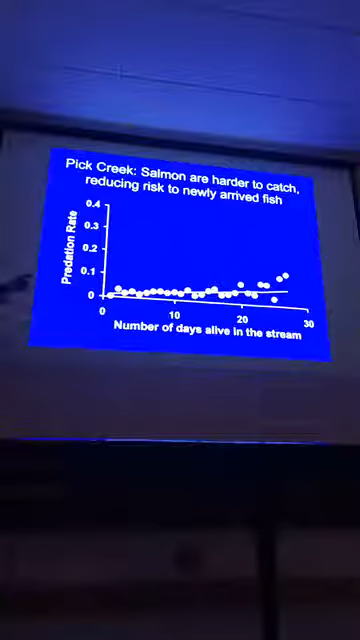 Pick Creek: Salmon are harder to catch,
reducing risk to newly arrived fish
Predation Rate
0.4
0.3
0.2
0.1
0
0
10
20
30
Number of days alive in the stream